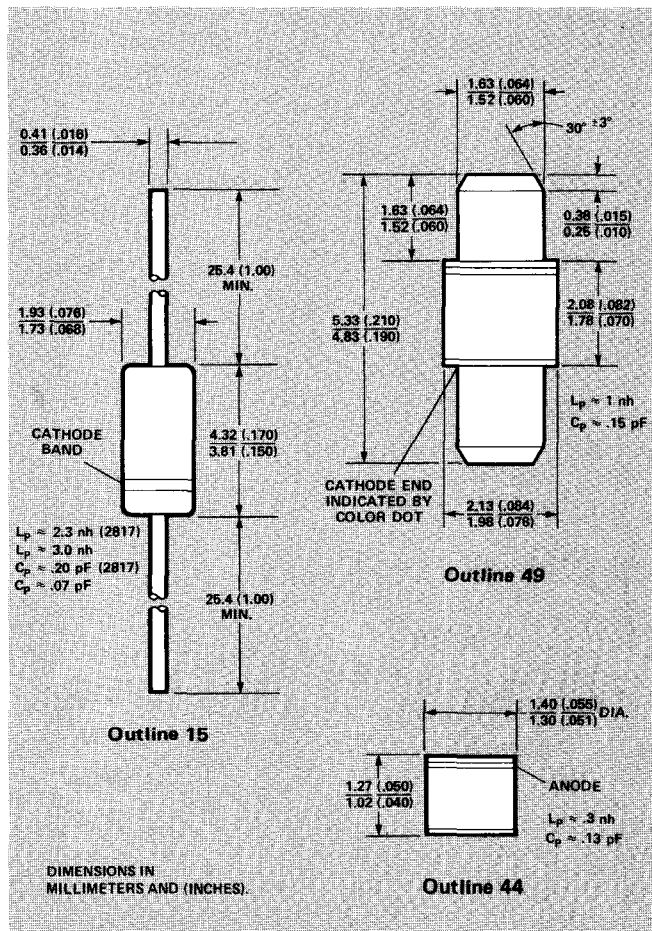 0.41 (.016)
0.36 (.014)
25.4 (1.00)
MIN.
1.93 (.076)
1.73 (.068)
CATHODE
BAND
4.32 (.170)
3.81 (.150)
Lp ≈ 2.3 nh (2817)
Lp ≈ 3.0 nh
Cp ≈ .20 pF (2817)
Cp ≈ .07 pF
25.4 (1.00)
MIN.
Outline 15
DIMENSIONS IN
MILLIMETERS AND (INCHES).
1.63 (.064)
1.52 (.060)
30° ±3°
1.63 (.064)
1.52 (.060)
0.38 (.015)
0.25 (.010)
5.33 (.210)
4.83 (.190)
2.08 (.082)
1.78 (.070)
Lp ≈ 1 nh
Cp ≈ .15 pF
CATHODE END
INDICATED BY
COLOR DOT
2.13 (.084)
1.98 (.078)
Outline 49
1.40 (.055)
1.30 (.051) DIA.
1.27 (.050)
1.02 (.040)
ANODE
Lp ≈ .3 nh
Cp ≈ .13 pF
Outline 44